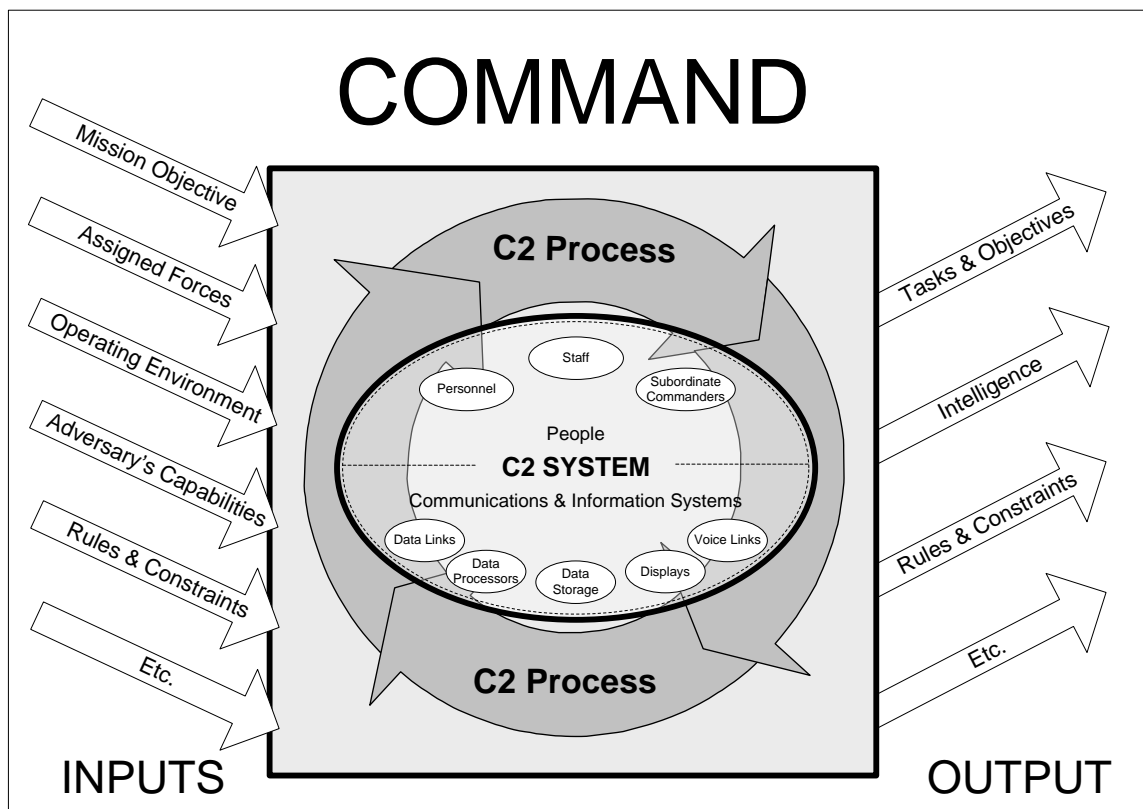 COMMAND
Mission Objective
Assigned Forces
Operating Environment
Adversary's Capabilities
Rules & Constraints
Etc.
INPUTS
C2 Process
Staff
Personnel
Subordinate
Commanders
People
C2 SYSTEM
Communications & Information Systems
Data Links
Voice Links
Data
Processors
Data
Storage
Displays
C2 Process
Tasks & Objectives
Intelligence
Rules & Constraints
Etc.
OUTPUT